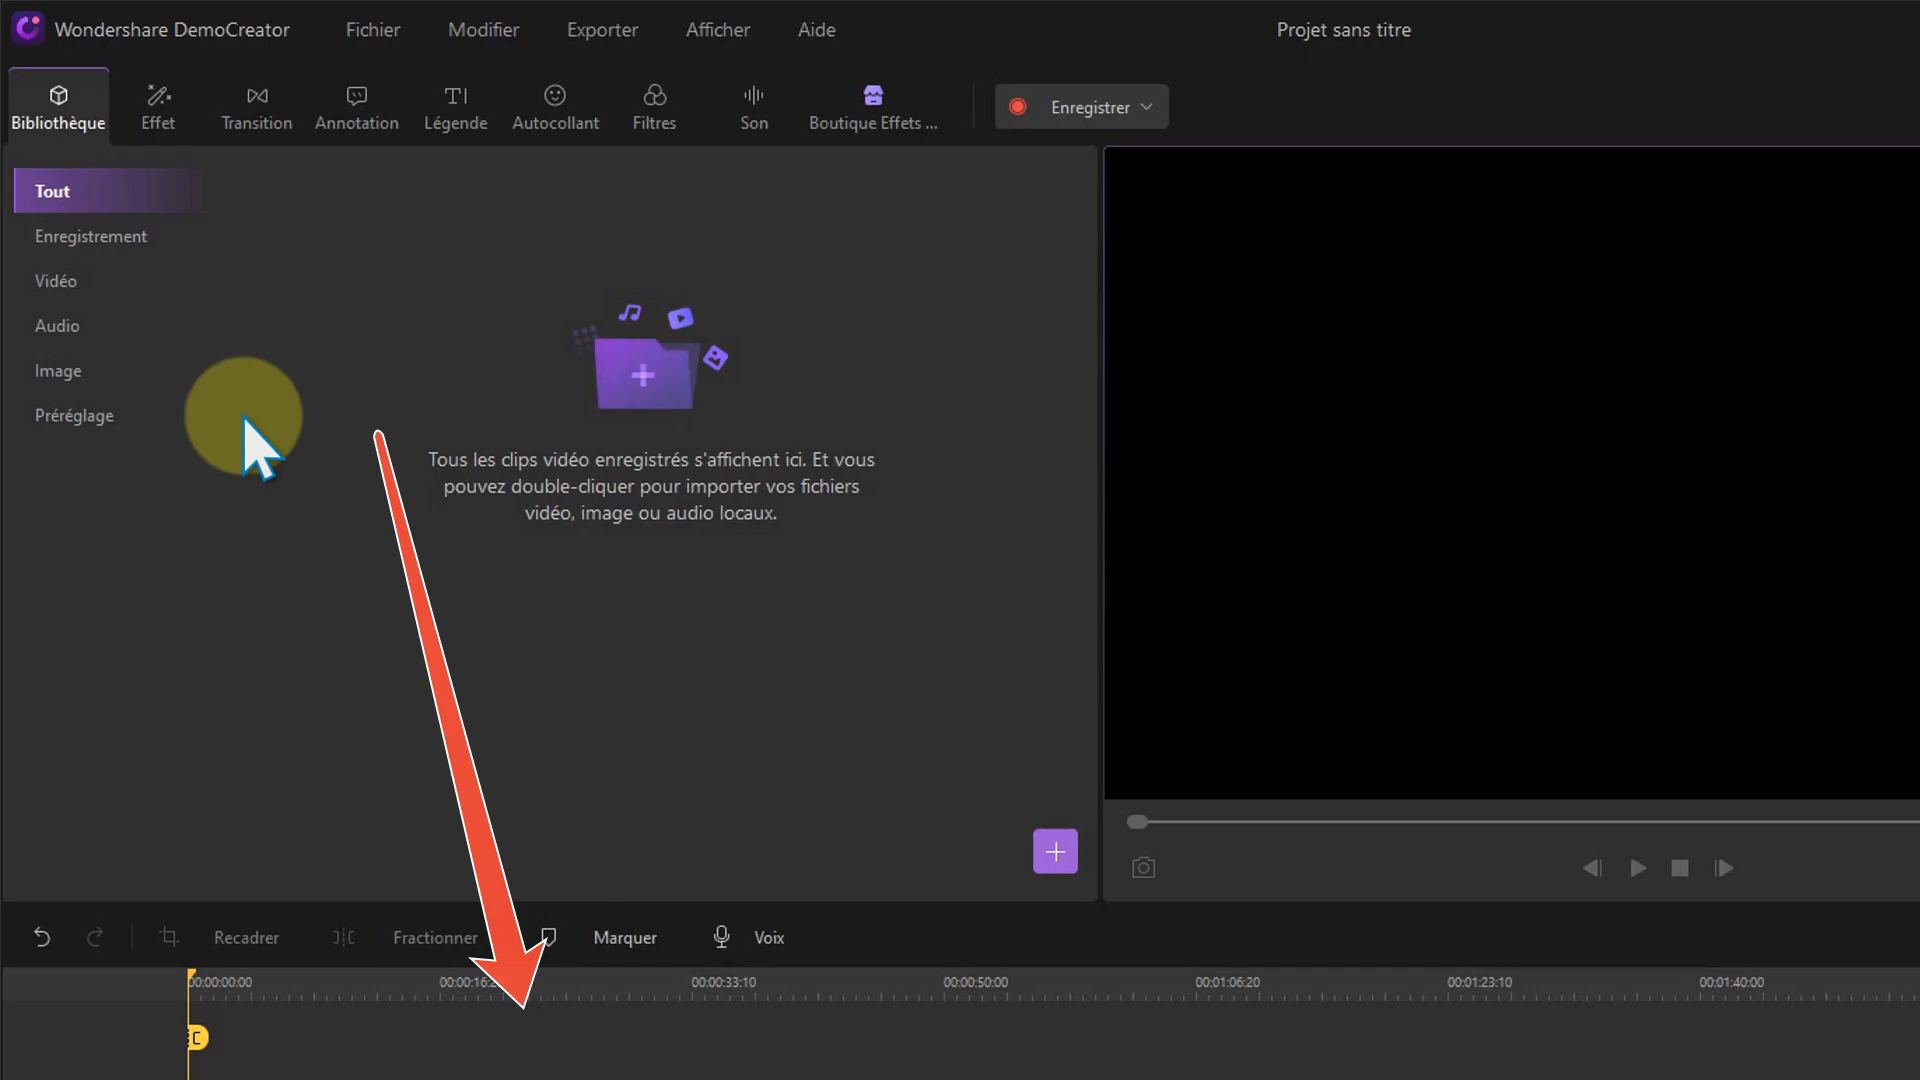 Wondershare DemoCreator Fichier Modifier Exporter Afficher Aide Projet sans titre
Bibliothèque Effet Transition Annotation Légende Autocollant Filtres Son Boutique Effets ... Enregistrer
Tout
Enregistrement
Vidéo
Audio
Image
Préréglage
Tous les clips vidéo enregistrés s'affichent ici. Et vous
pouvez double-cliquer pour importer vos fichiers
vidéo, image ou audio locaux.
Recadrer Fractionner Marquer Voix
00:00:00:00 00:00:33:10 00:00:50:00 00:01:06:20 00:01:23:10 00:01:40:00